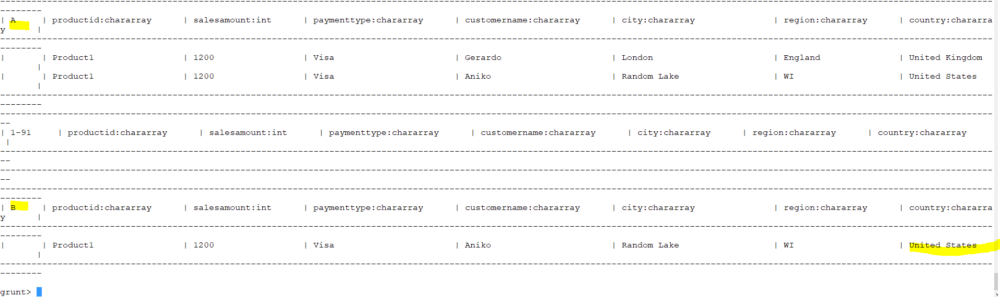 --------
| A | productid:chararray | salesamount:int | paymenttype:chararray | customername:chararray | city:chararray | region:chararray | country:chararra
y |
--------
| | Product1 | 1200 | Visa | Gerardo | London | England | United Kingdom
|
| | Product1 | 1200 | Visa | Aniko | Random Lake | WI | United States
|
--------
--
| 1-91 | productid:chararray | salesamount:int | paymenttype:chararray | customername:chararray | city:chararray | region:chararray | country:chararray
|
--
--
--------
| B | productid:chararray | salesamount:int | paymenttype:chararray | customername:chararray | city:chararray | region:chararray | country:chararra
y |
--------
| | Product1 | 1200 | Visa | Aniko | Random Lake | WI | United States
|
--------
grunt>